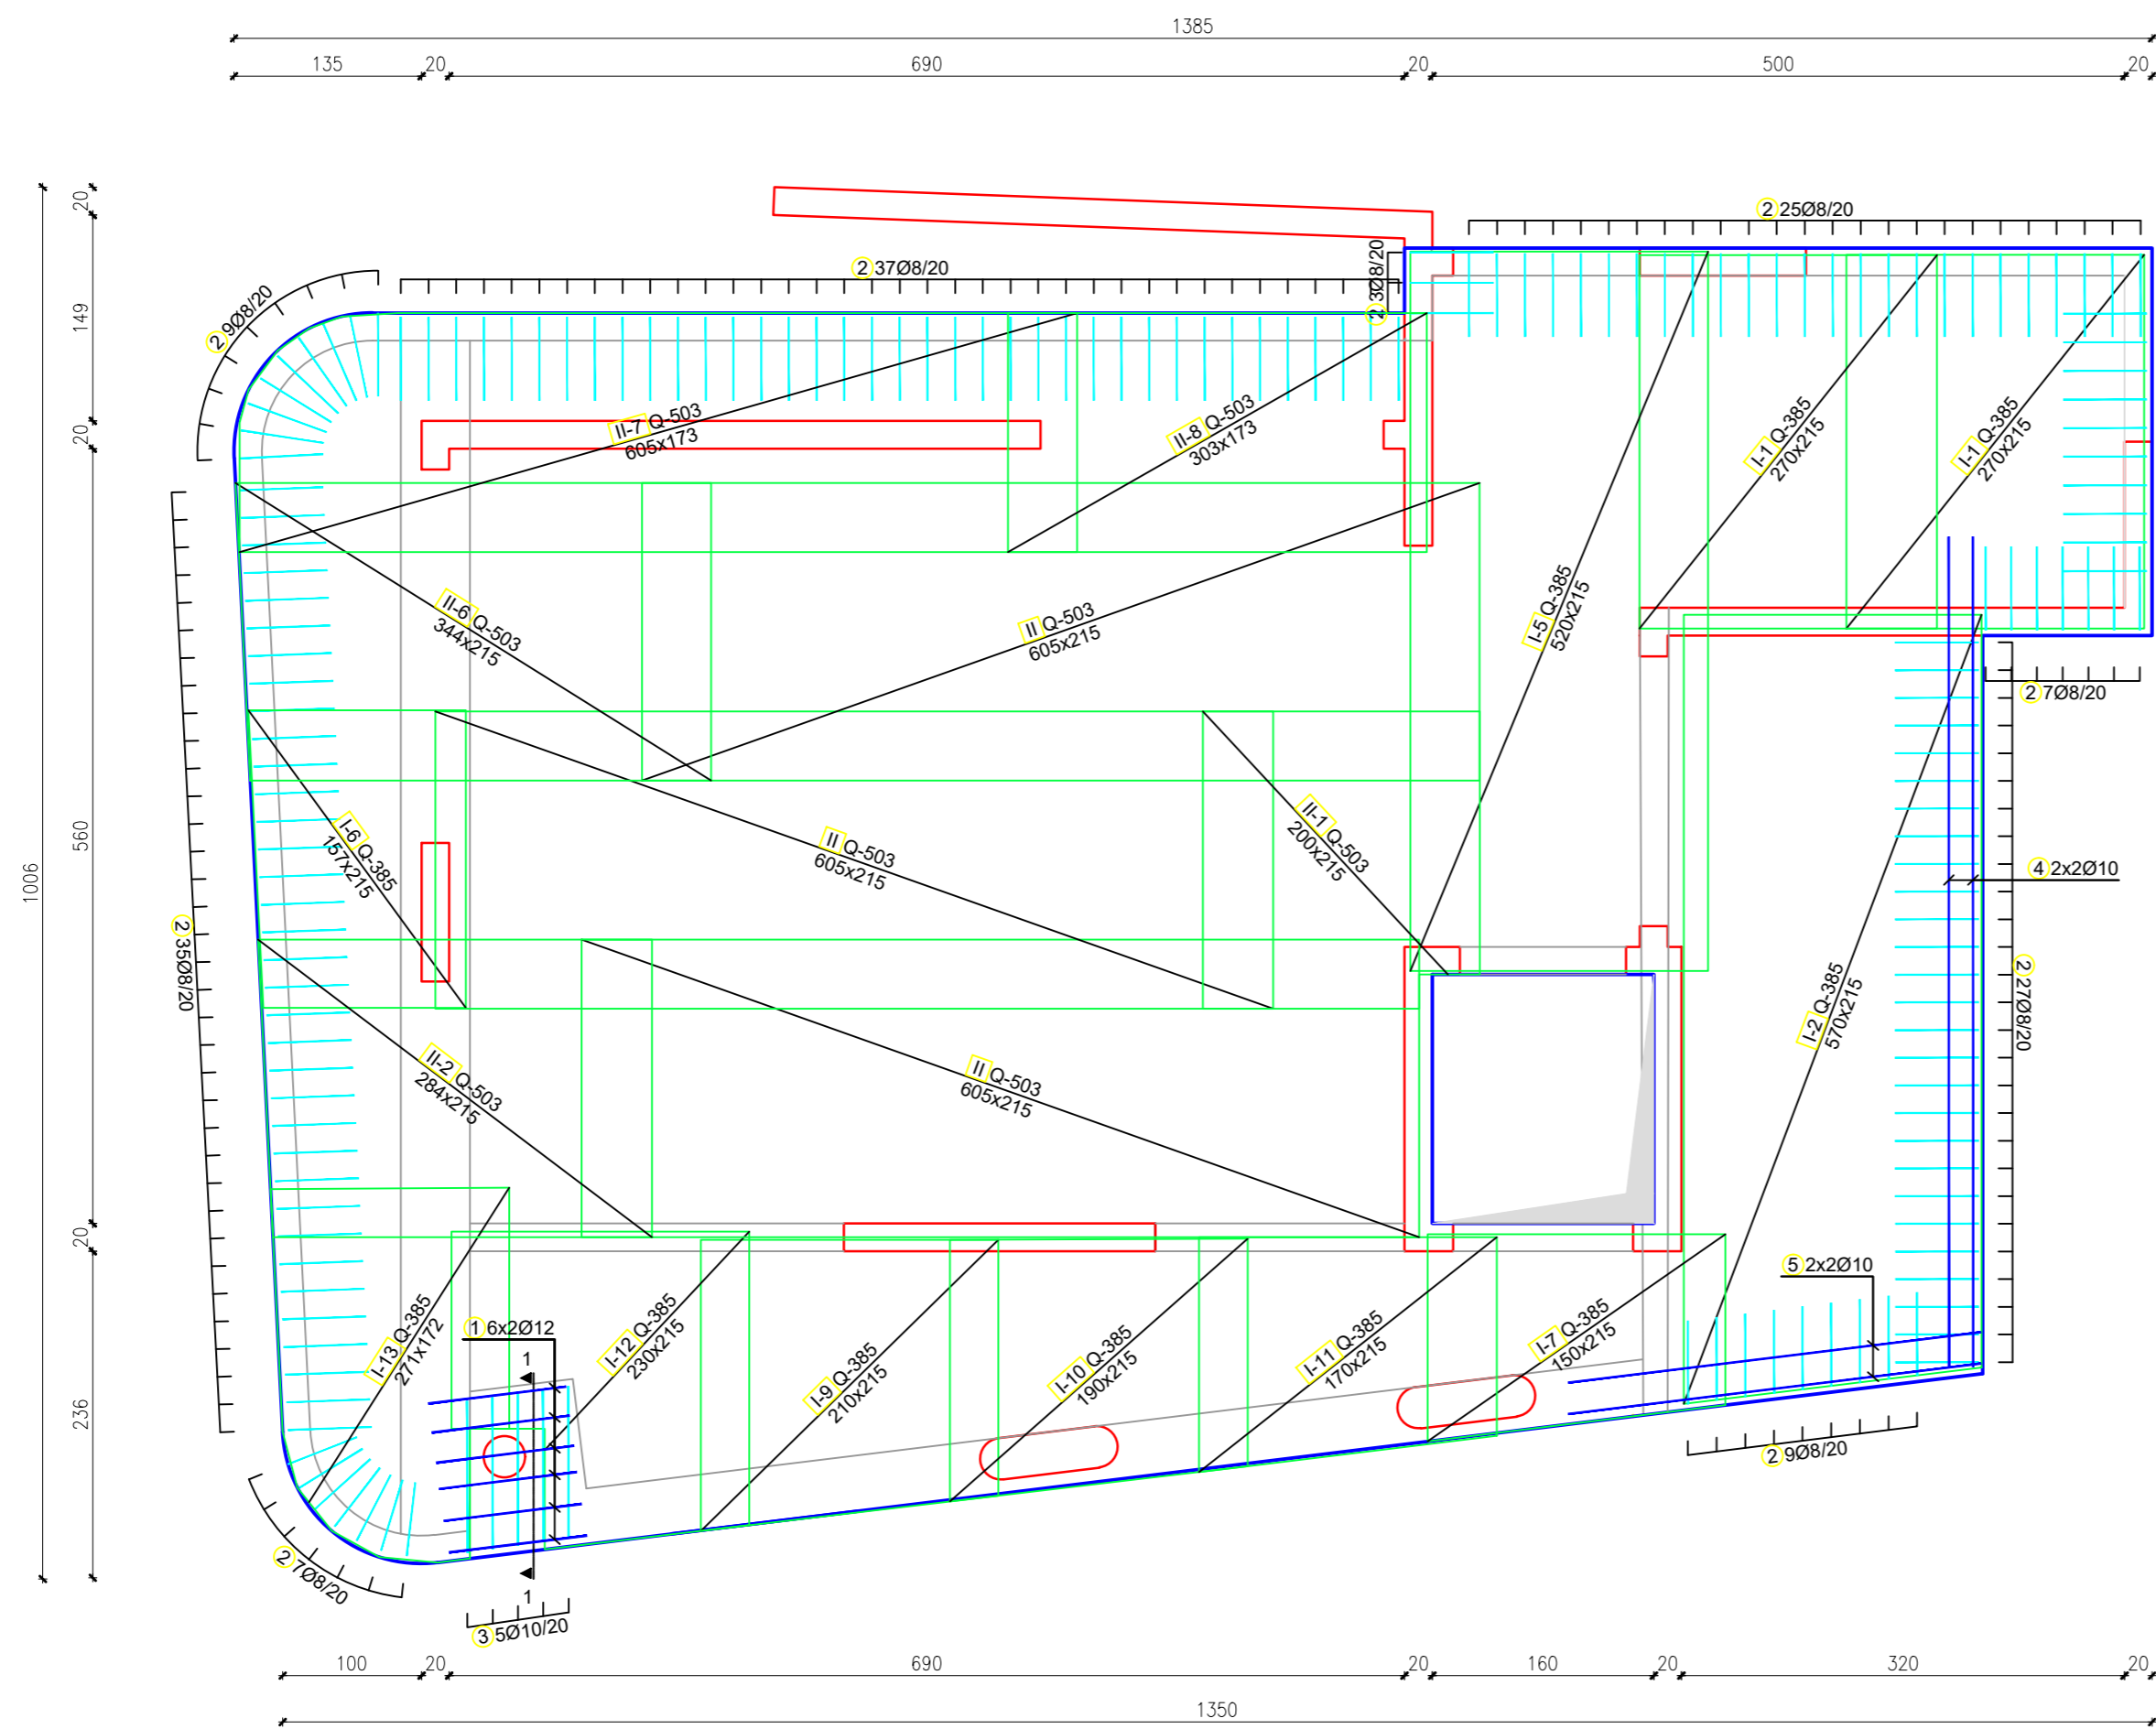 1385
135
20
690
20
500
20
20
149
20
560
1006
20
236
② 25Ø8/20
② 37Ø8/20
② 3Ø8/20
② 9Ø8/20
II-7 Q-503
605x173
II-8 Q-503
303x173
I-1 Q-385
270x215
I-1 Q-385
270x215
II-6 Q-503
344x215
II Q-503
605x215
I-5 Q-385
520x215
② 7Ø8/20
I-6 Q-385
157x215
II Q-503
605x215
II-1 Q-503
200x215
④ 2x2Ø10
② 35Ø8/20
② 27Ø8/20
I-2 Q-385
570x215
II-2 Q-503
284x215
II Q-503
605x215
⑤ 2x2Ø10
I-13 Q-385
271x172
① 6x2Ø12
1
I-12 Q-385
230x215
I-9 Q-385
210x215
I-10 Q-385
190x215
I-11 Q-385
170x215
I-7 Q-385
150x215
② 9Ø8/20
② 7Ø8/20
1
③ 5Ø10/20
100
20
690
20
160
20
320
20
1350